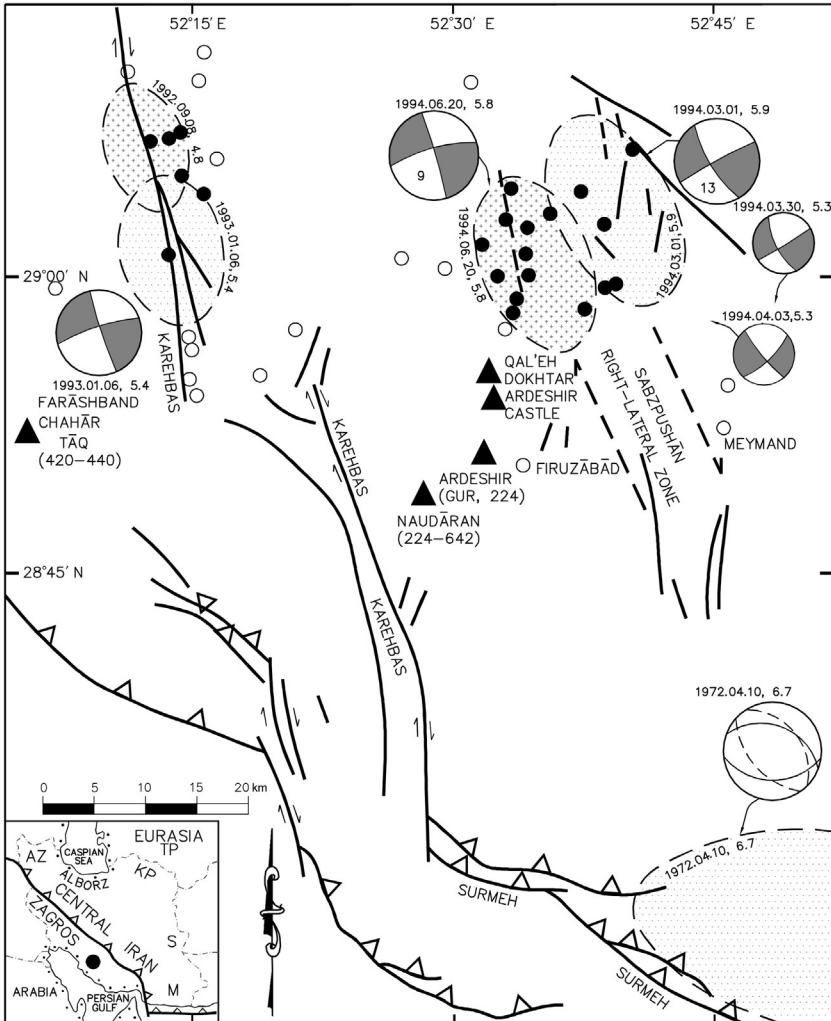 52°15' E
52°30' E
52°45' E
1992.09.08, 4.8
1994.06.20, 5.8
1994.03.01, 5.9
9
13
1994.03.30, 5.3
1993.01.06, 5.4
1994.06.20, 5.8
1994.03.01, 5.9
29°00' N
1994.04.03,5.3
KAREHBAS
1993.01.06, 5.4
FARĀSHBAND
CHAHĀR
TĀQ
(420–440)
QAL'EH
DOKHTAR
ARDESHIR
CASTLE
SABZPUSHĀN
RIGHT–LATERAL ZONE
MEYMAND
KAREHBAS
FIRUZĀBĀD
ARDESHIR
(GUR, 224)
NAUDĀRAN
(224–642)
28°45' N
KAREHBAS
1972.04.10, 6.7
0 5 10 15 20 km
1972.04.10, 6.7
SURMEH
SURMEH
EURASIA
CASPIAN
SEA
TP
AZ
KP
ALBORZ
CENTRAL
IRAN
ZAGROS
S
M
ARABIA
PERSIAN
GULF